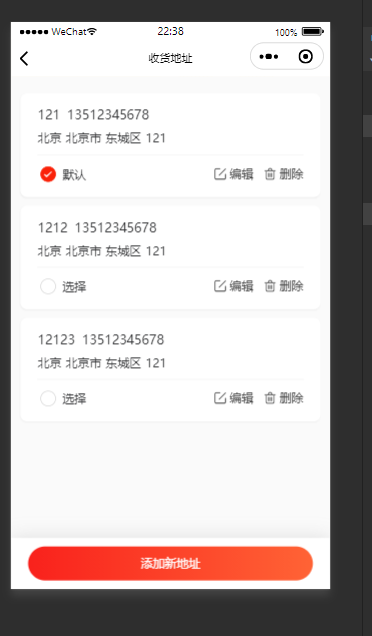 WeChat 22:38 100%
收货地址
121 13512345678
北京 北京市 东城区 121
默认 编辑 删除
1212 13512345678
北京 北京市 东城区 121
选择 编辑 删除
12123 13512345678
北京 北京市 东城区 121
选择 编辑 删除
添加新地址